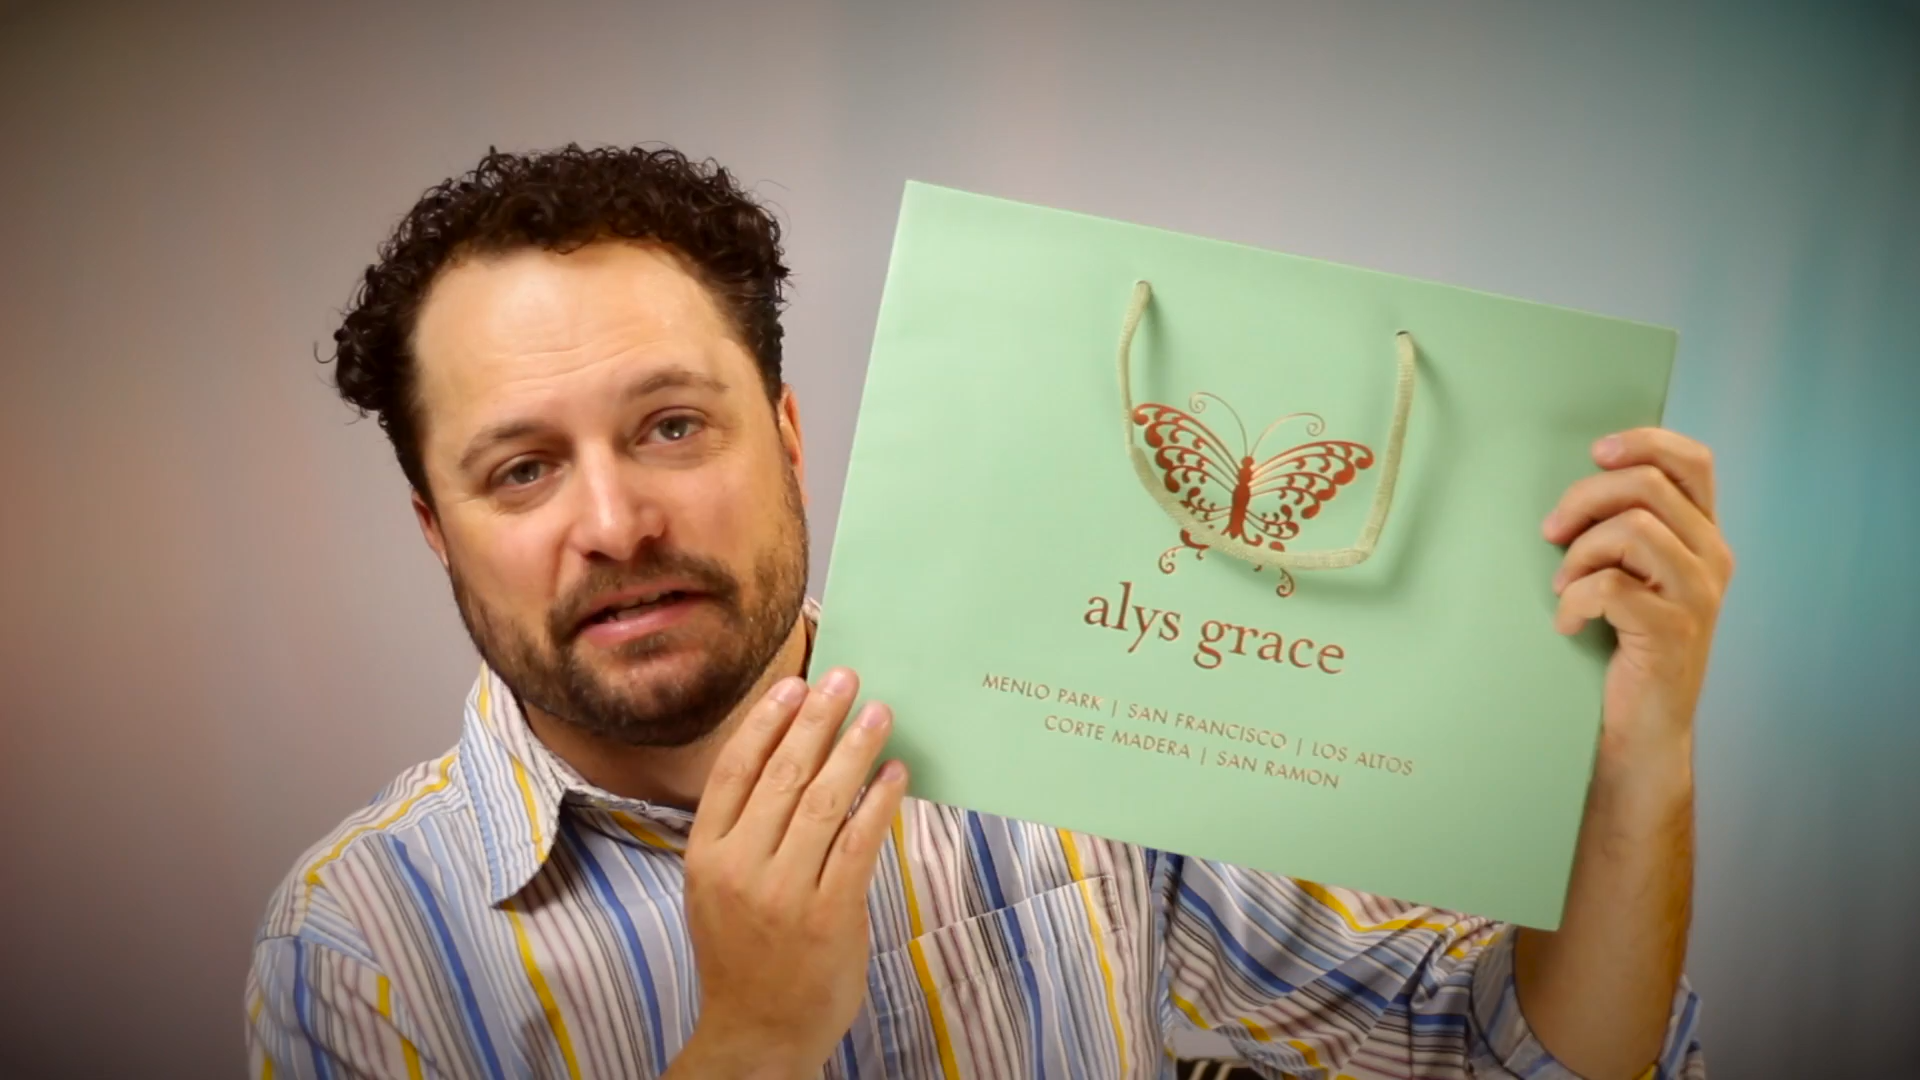 alys grace
MENLO PARK | SAN FRANCISCO | LOS ALTOS
CORTE MADERA | SAN RAMON